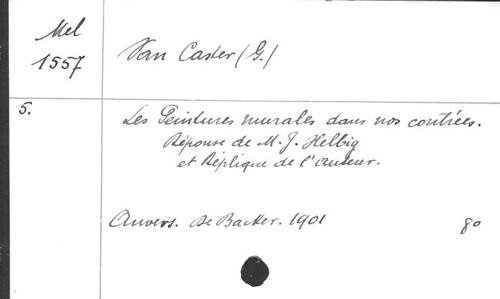 Mel
1557
Van Caster (G.)
5.
Les Peintures murales dans nos contrées.
Réponse de M. J. Helbig
et Réplique de l'Auteur.
Anvers. De Backer. 1901
8o